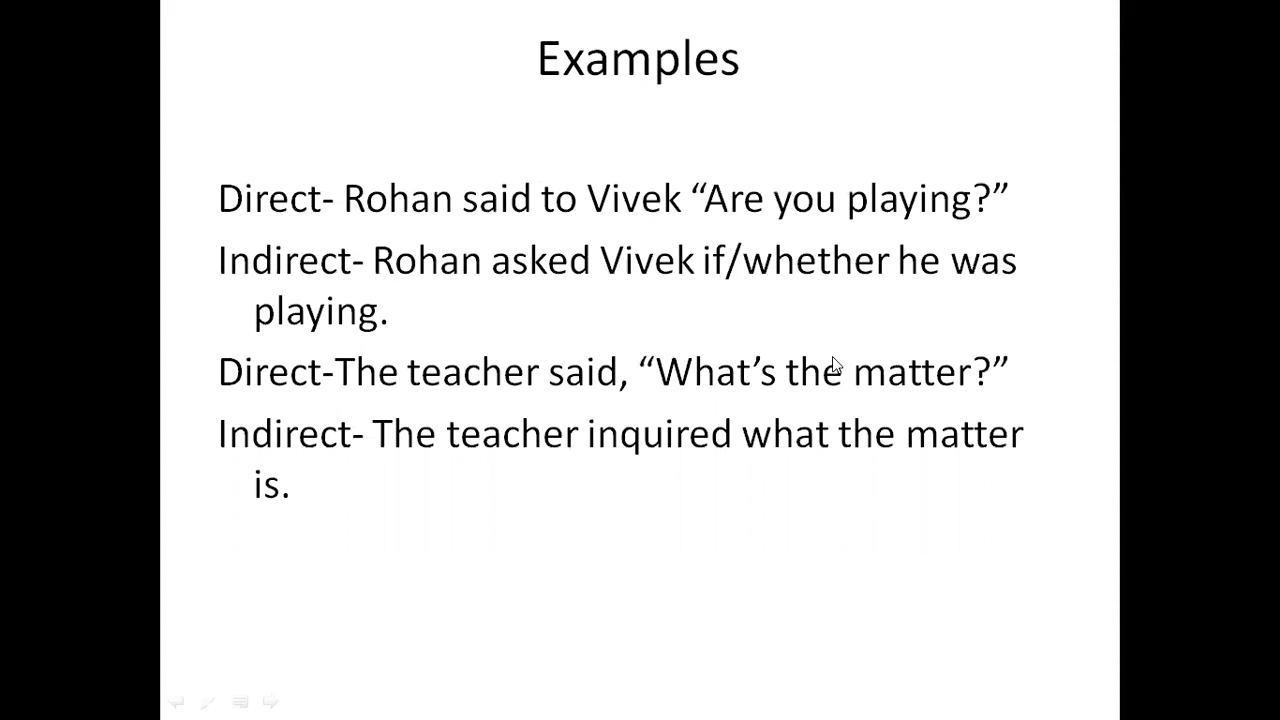 Examples
Direct- Rohan said to Vivek “Are you playing?”
Indirect- Rohan asked Vivek if/whether he was
playing.
Direct-The teacher said, “What’s the matter?”
Indirect- The teacher inquired what the matter
is.